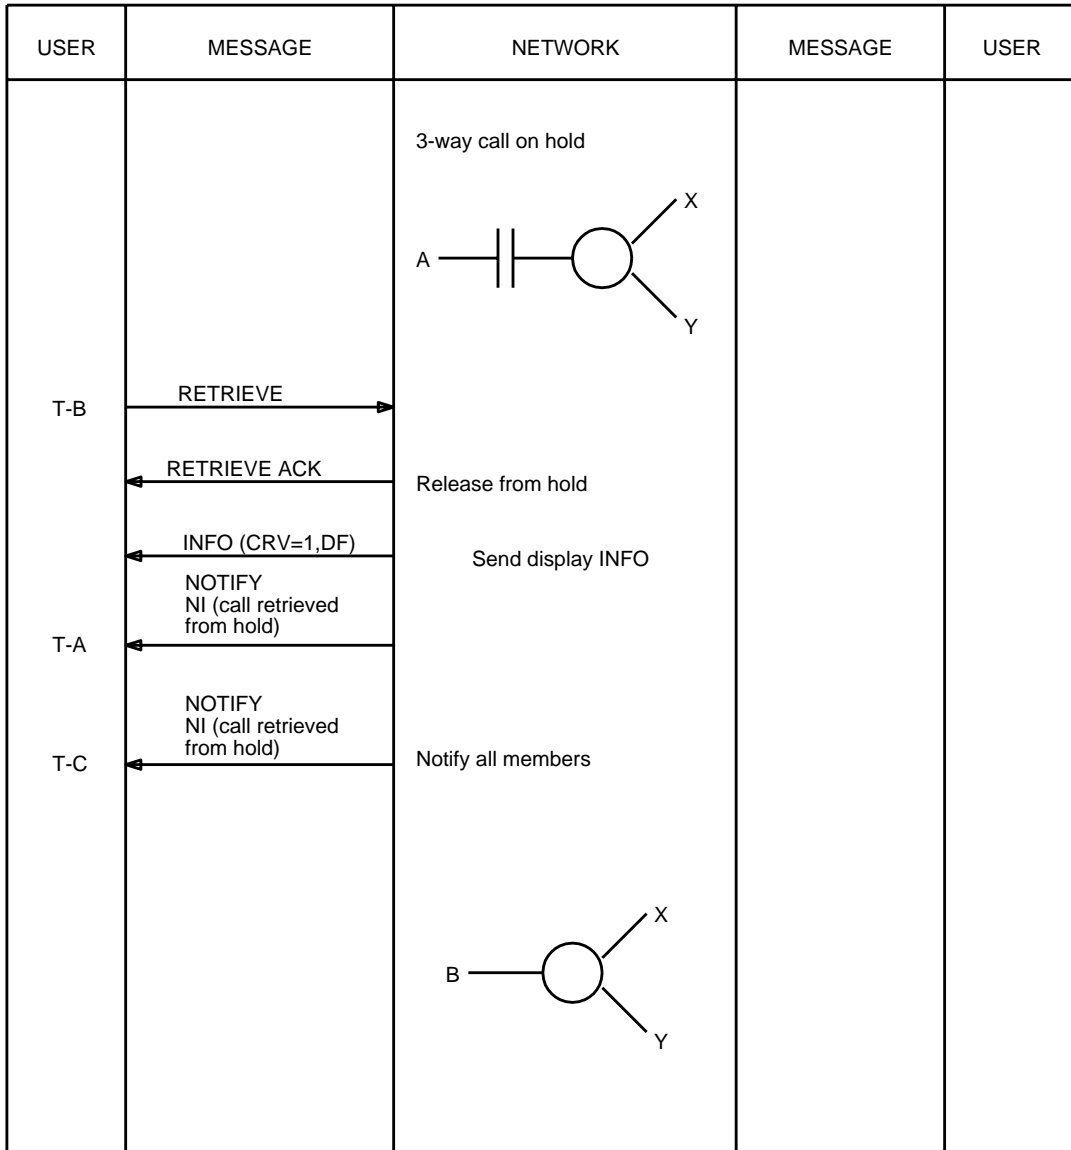 USER MESSAGE NETWORK MESSAGE USER
3-way call on hold
X
A
Y
RETRIEVE
T-B
RETRIEVE ACK
Release from hold
INFO (CRV=1,DF)
Send display INFO
NOTIFY
NI (call retrieved
from hold)
T-A
NOTIFY
NI (call retrieved
from hold)
T-C
Notify all members
X
B
Y